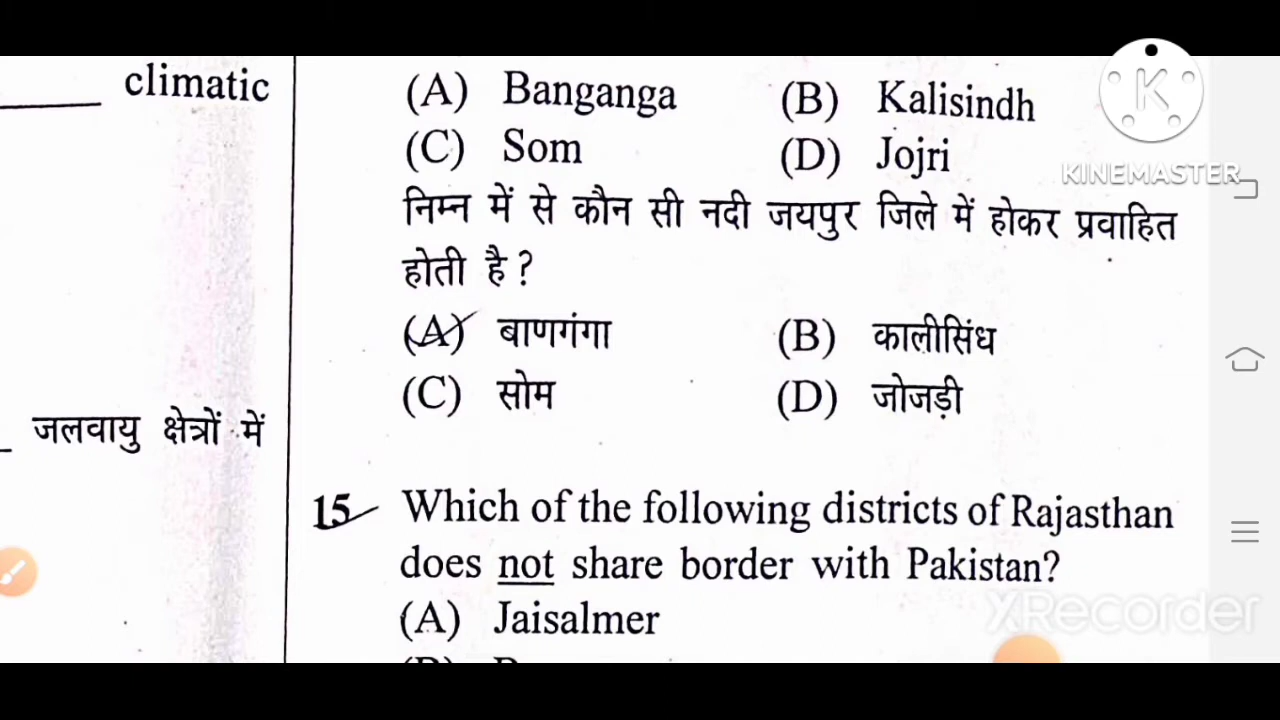 climatic
जलवायु क्षेत्रों में
(A) Banganga (B) Kalisindh
(C) Som (D) Jojri
निम्न में से कौन सी नदी जयपुर जिले में होकर प्रवाहित
होती है ?
(A) बाणगंगा (B) कालीसिंध
(C) सोम (D) जोजड़ी
15 Which of the following districts of Rajasthan
does not share border with Pakistan?
(A) Jaisalmer
K
KINEMASTER
XRecorder